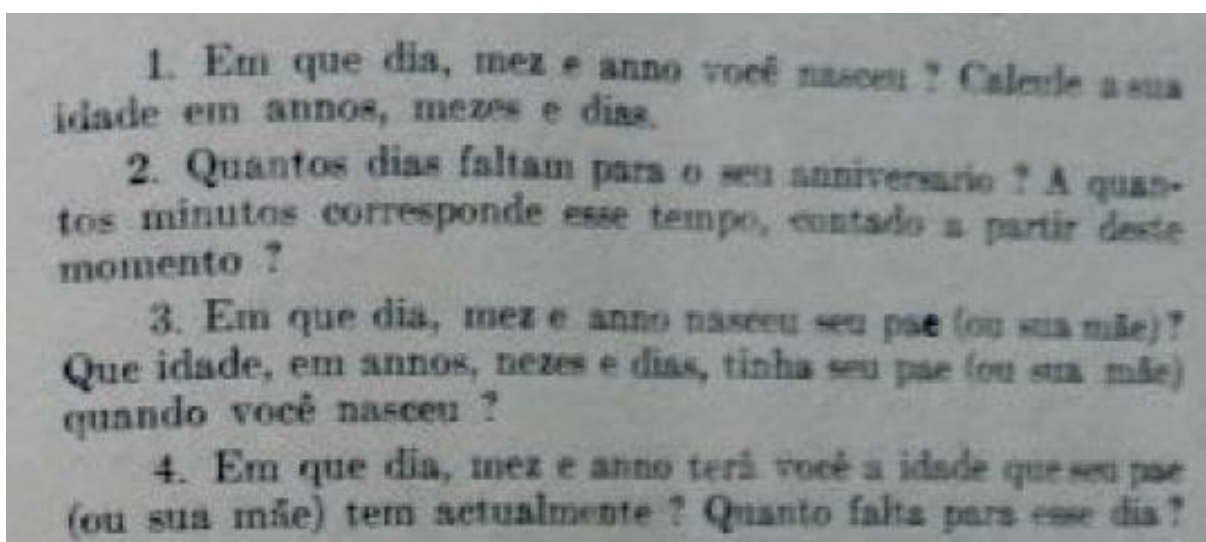 1. Em que dia, mez e anno você nasceu ? Calcule a sua
idade em annos, mezes e dias.
2. Quantos dias faltam para o seu anniversario ? A quan-
tos minutos corresponde esse tempo, contado a partir deste
momento ?
3. Em que dia, mez e anno nasceu seu pae (ou sua mãe)?
Que idade, em annos, nezes e dias, tinha seu pae (ou sua mãe)
quando você nasceu ?
4. Em que dia, mez e anno terá você a idade que seu pae
(ou sua mãe) tem actualmente ? Quanto falta para esse dia?